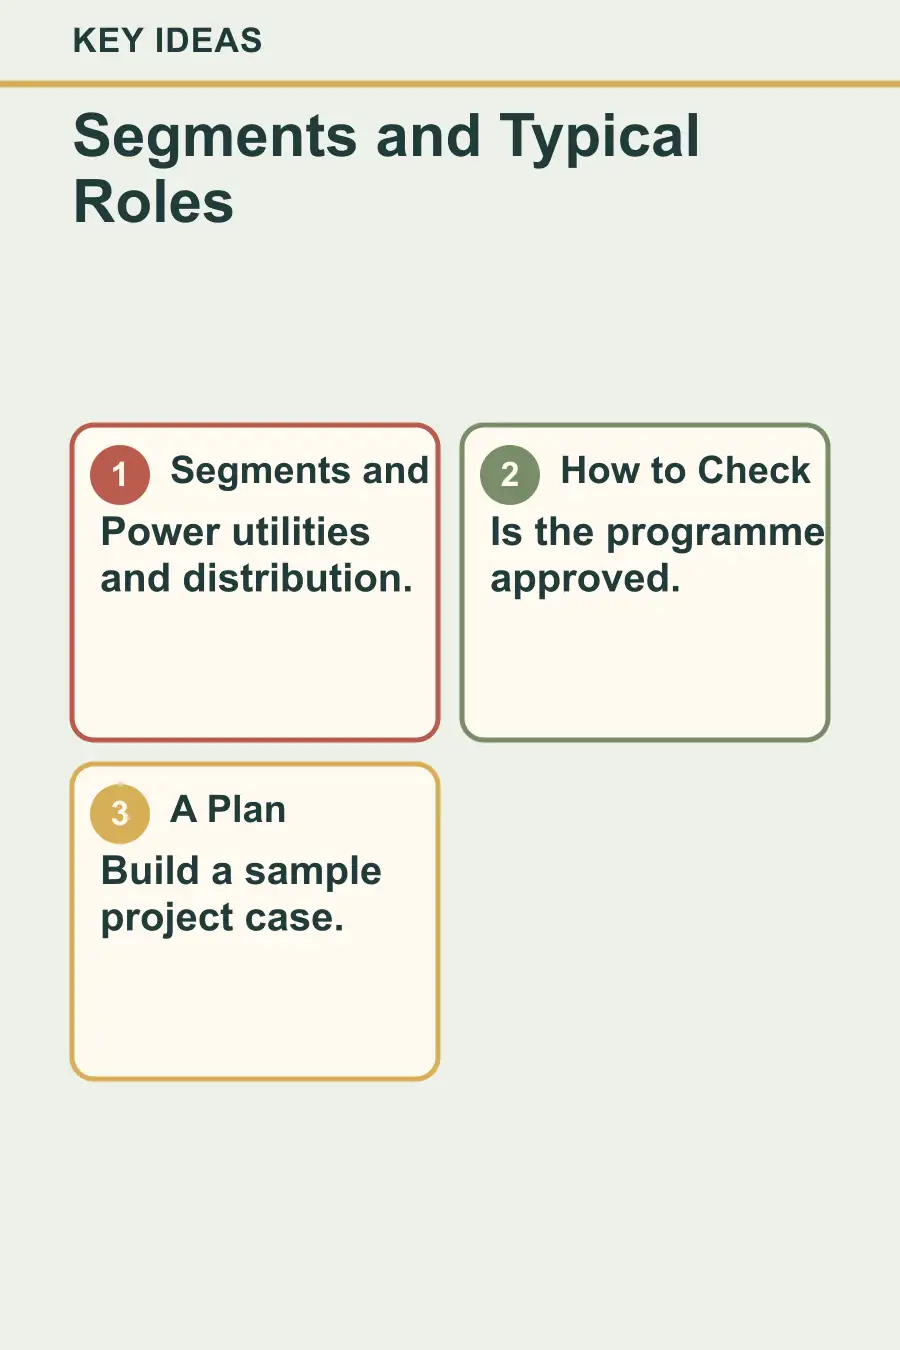 KEY IDEAS
Segments and Typical
Roles
1
Segments and
Power utilities
and distribution.
2
How to Check
Is the programme
approved.
3
A Plan
Build a sample
project case.